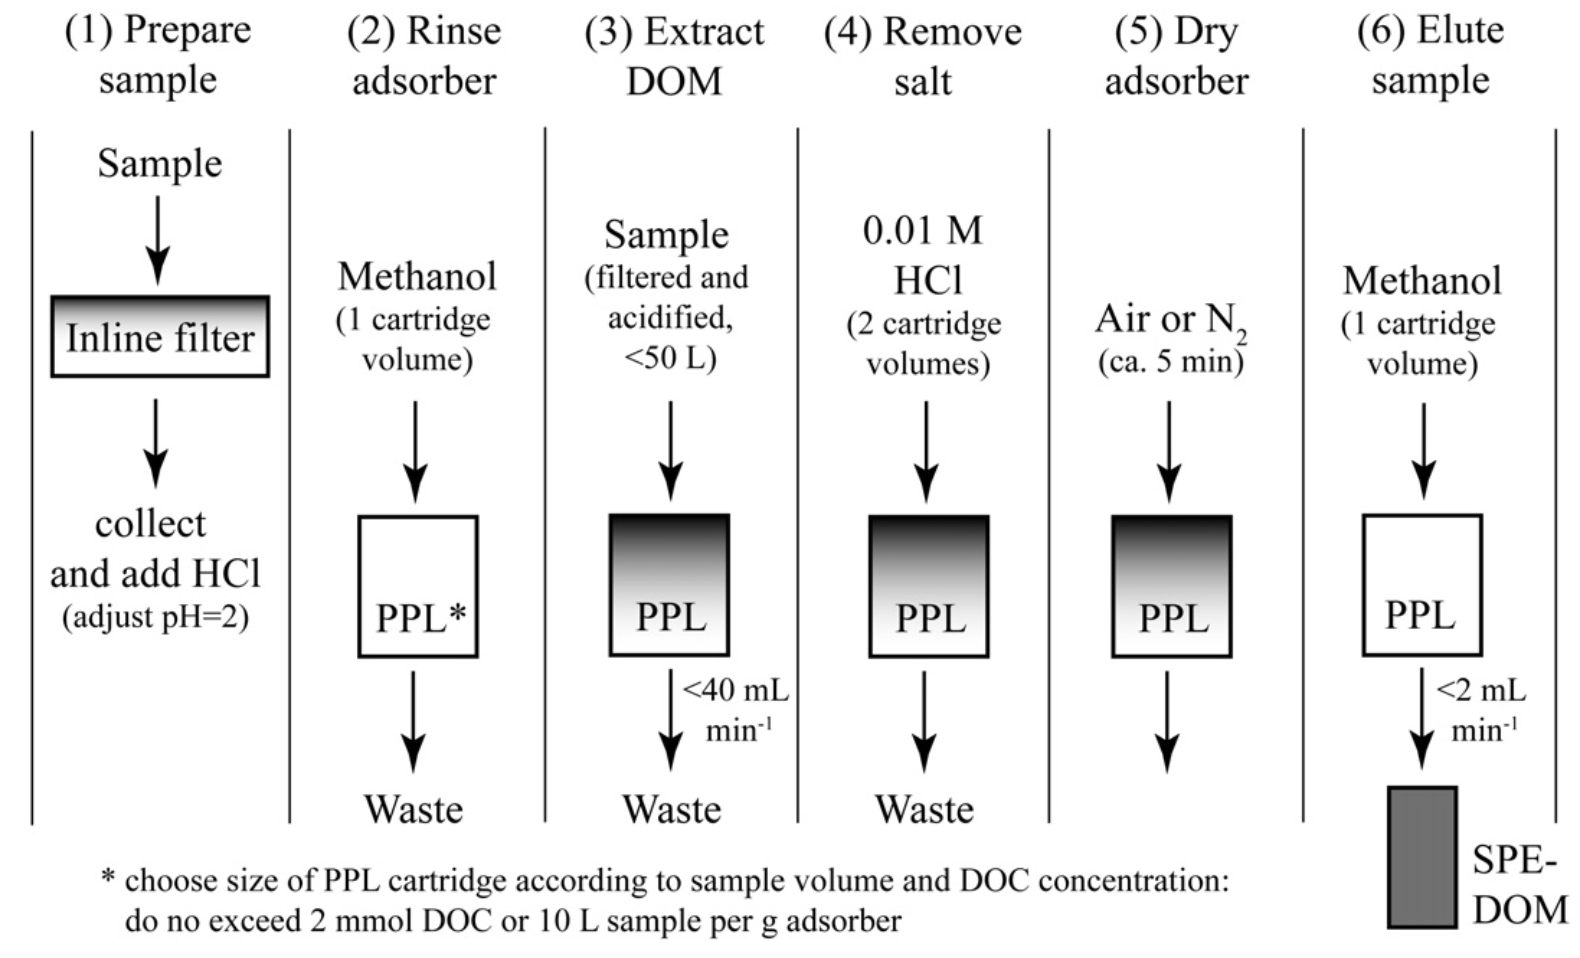 (1) Prepare
sample
Sample
Inline filter
collect
and add HCl
(adjust pH=2)
(2) Rinse
adsorber
Methanol
(1 cartridge
volume)
PPL*
Waste
(3) Extract
DOM
Sample
(filtered and
acidified,
<50 L)
PPL
<40 mL
min⁻¹
Waste
(4) Remove
salt
0.01 M
HCl
(2 cartridge
volumes)
PPL
Waste
(5) Dry
adsorber
Air or N₂
(ca. 5 min)
PPL
(6) Elute
sample
Methanol
(1 cartridge
volume)
PPL
<2 mL
min⁻¹
SPE-
DOM
* choose size of PPL cartridge according to sample volume and DOC concentration:
do no exceed 2 mmol DOC or 10 L sample per g adsorber